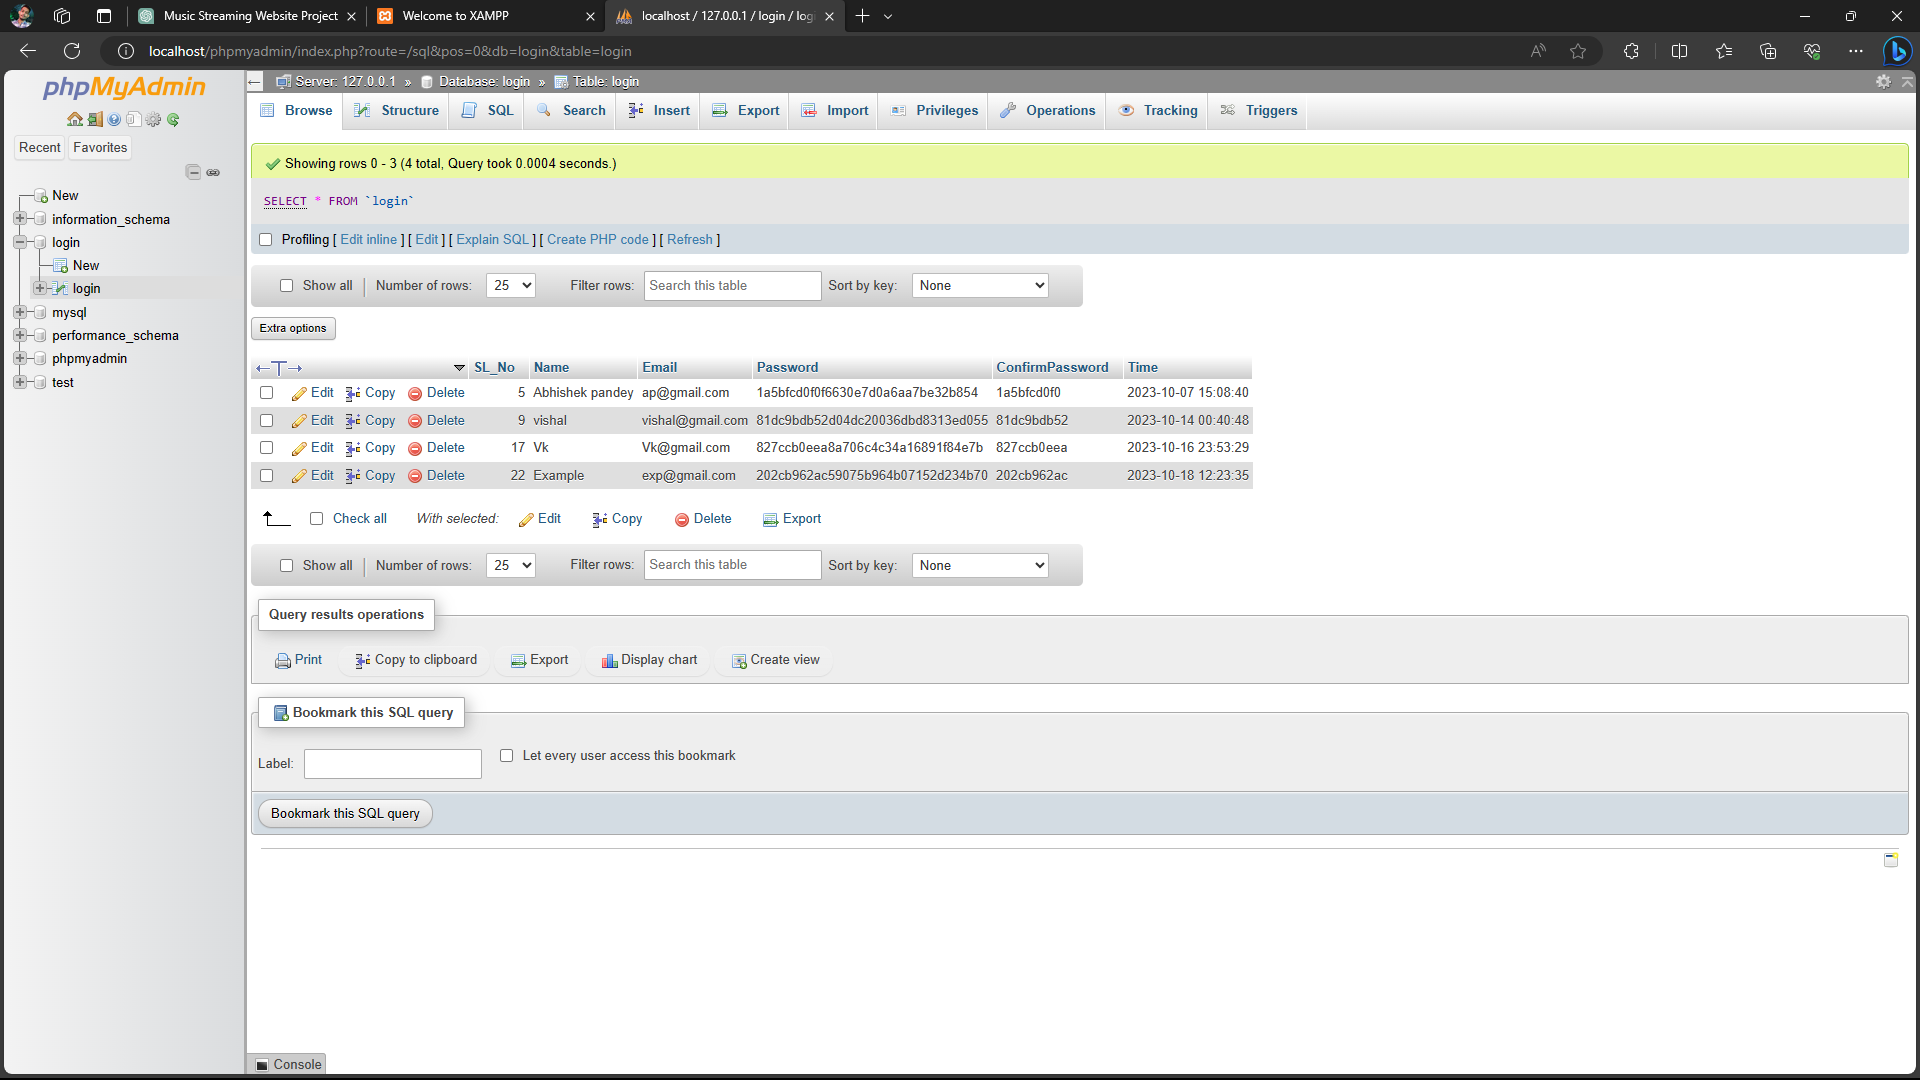 Music Streaming Website Project
Welcome to XAMPP
localhost / 127.0.0.1 / login / logi
localhost/phpmyadmin/index.php?route=/sql&pos=0&db=login&table=login
phpMyAdmin
Recent
Favorites
New
information_schema
login
New
login
mysql
performance_schema
phpmyadmin
test
Server: 127.0.0.1 » Database: login » Table: login
Browse Structure SQL Search Insert Export Import Privileges Operations Tracking Triggers
Showing rows 0 - 3 (4 total, Query took 0.0004 seconds.)
SELECT * FROM `login`
Profiling [ Edit inline ] [ Edit ] [ Explain SQL ] [ Create PHP code ] [ Refresh ]
Show all Number of rows: 25 Filter rows: Search this table Sort by key: None
Extra options
SL_No Name Email Password ConfirmPassword Time
Edit Copy Delete 5 Abhishek pandey ap@gmail.com 1a5bfcd0f0f6630e7d0a6aa7be32b854 1a5bfcd0f0 2023-10-07 15:08:40
Edit Copy Delete 9 vishal vishal@gmail.com 81dc9bdb52d04dc20036dbd8313ed055 81dc9bdb52 2023-10-14 00:40:48
Edit Copy Delete 17 Vk Vk@gmail.com 827ccb0eea8a706c4c34a16891f84e7b 827ccb0eea 2023-10-16 23:53:29
Edit Copy Delete 22 Example exp@gmail.com 202cb962ac59075b964b07152d234b70 202cb962ac 2023-10-18 12:23:35
Check all With selected: Edit Copy Delete Export
Show all Number of rows: 25 Filter rows: Search this table Sort by key: None
Query results operations
Print Copy to clipboard Export Display chart Create view
Bookmark this SQL query
Label: Let every user access this bookmark
Bookmark this SQL query
Console